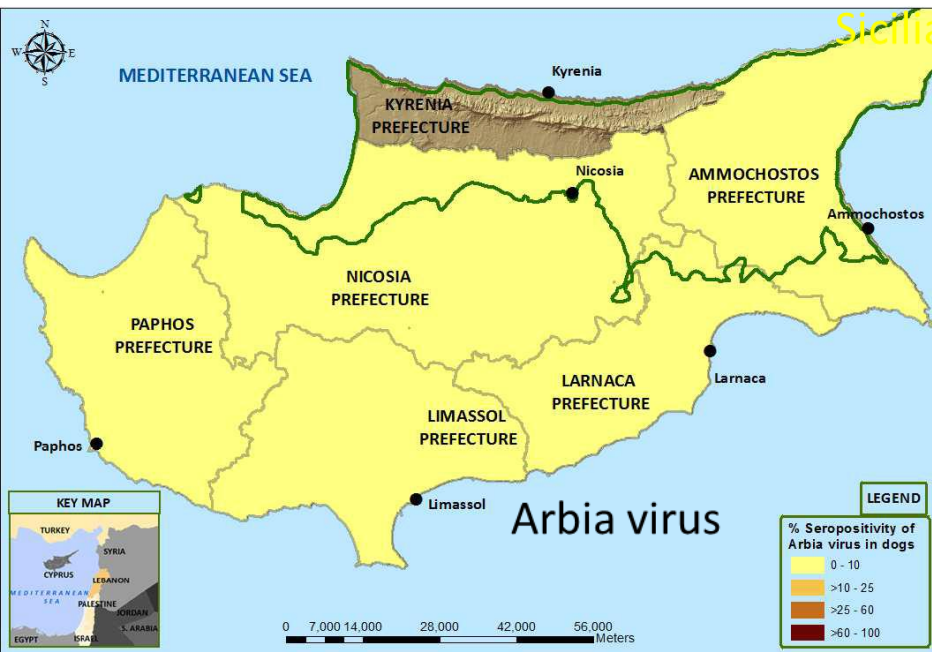 Sicilia
N
W E
S
MEDITERRANEAN SEA
Kyrenia
KYRENIA
PREFECTURE
Nicosia
AMMOCHOSTOS
PREFECTURE
Ammochostos
NICOSIA
PREFECTURE
PAPHOS
PREFECTURE
LARNACA
PREFECTURE
Larnaca
LIMASSOL
PREFECTURE
Paphos
Limassol
Arbia virus
KEY MAP
TURKEY
SYRIA
CYPRUS
LEBANON
MEDITERRANEAN
SEA
PALESTINE
JORDAN
ISRAEL
S. ARABIA
EGYPT
0 7,000 14,000 28,000 42,000 56,000
Meters
LEGEND
% Seropositivity of
Arbia virus in dogs
0 - 10
>10 - 25
>25 - 60
>60 - 100